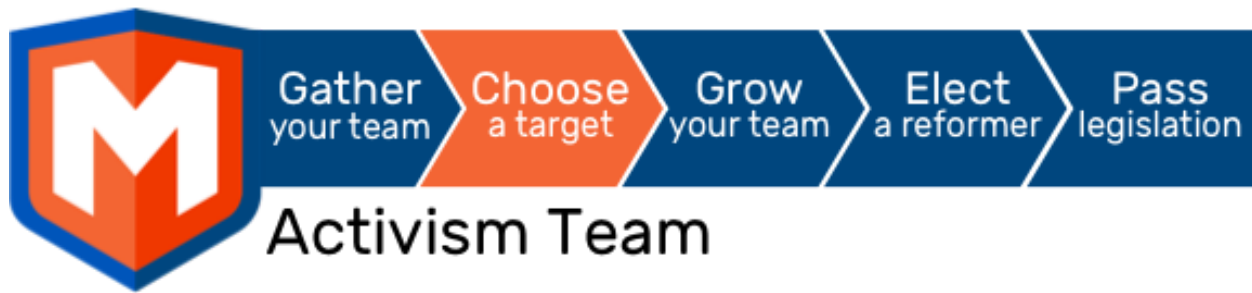 M
Gather
your team
Choose
a target
Grow
your team
Elect
a reformer
Pass
legislation
Activism Team